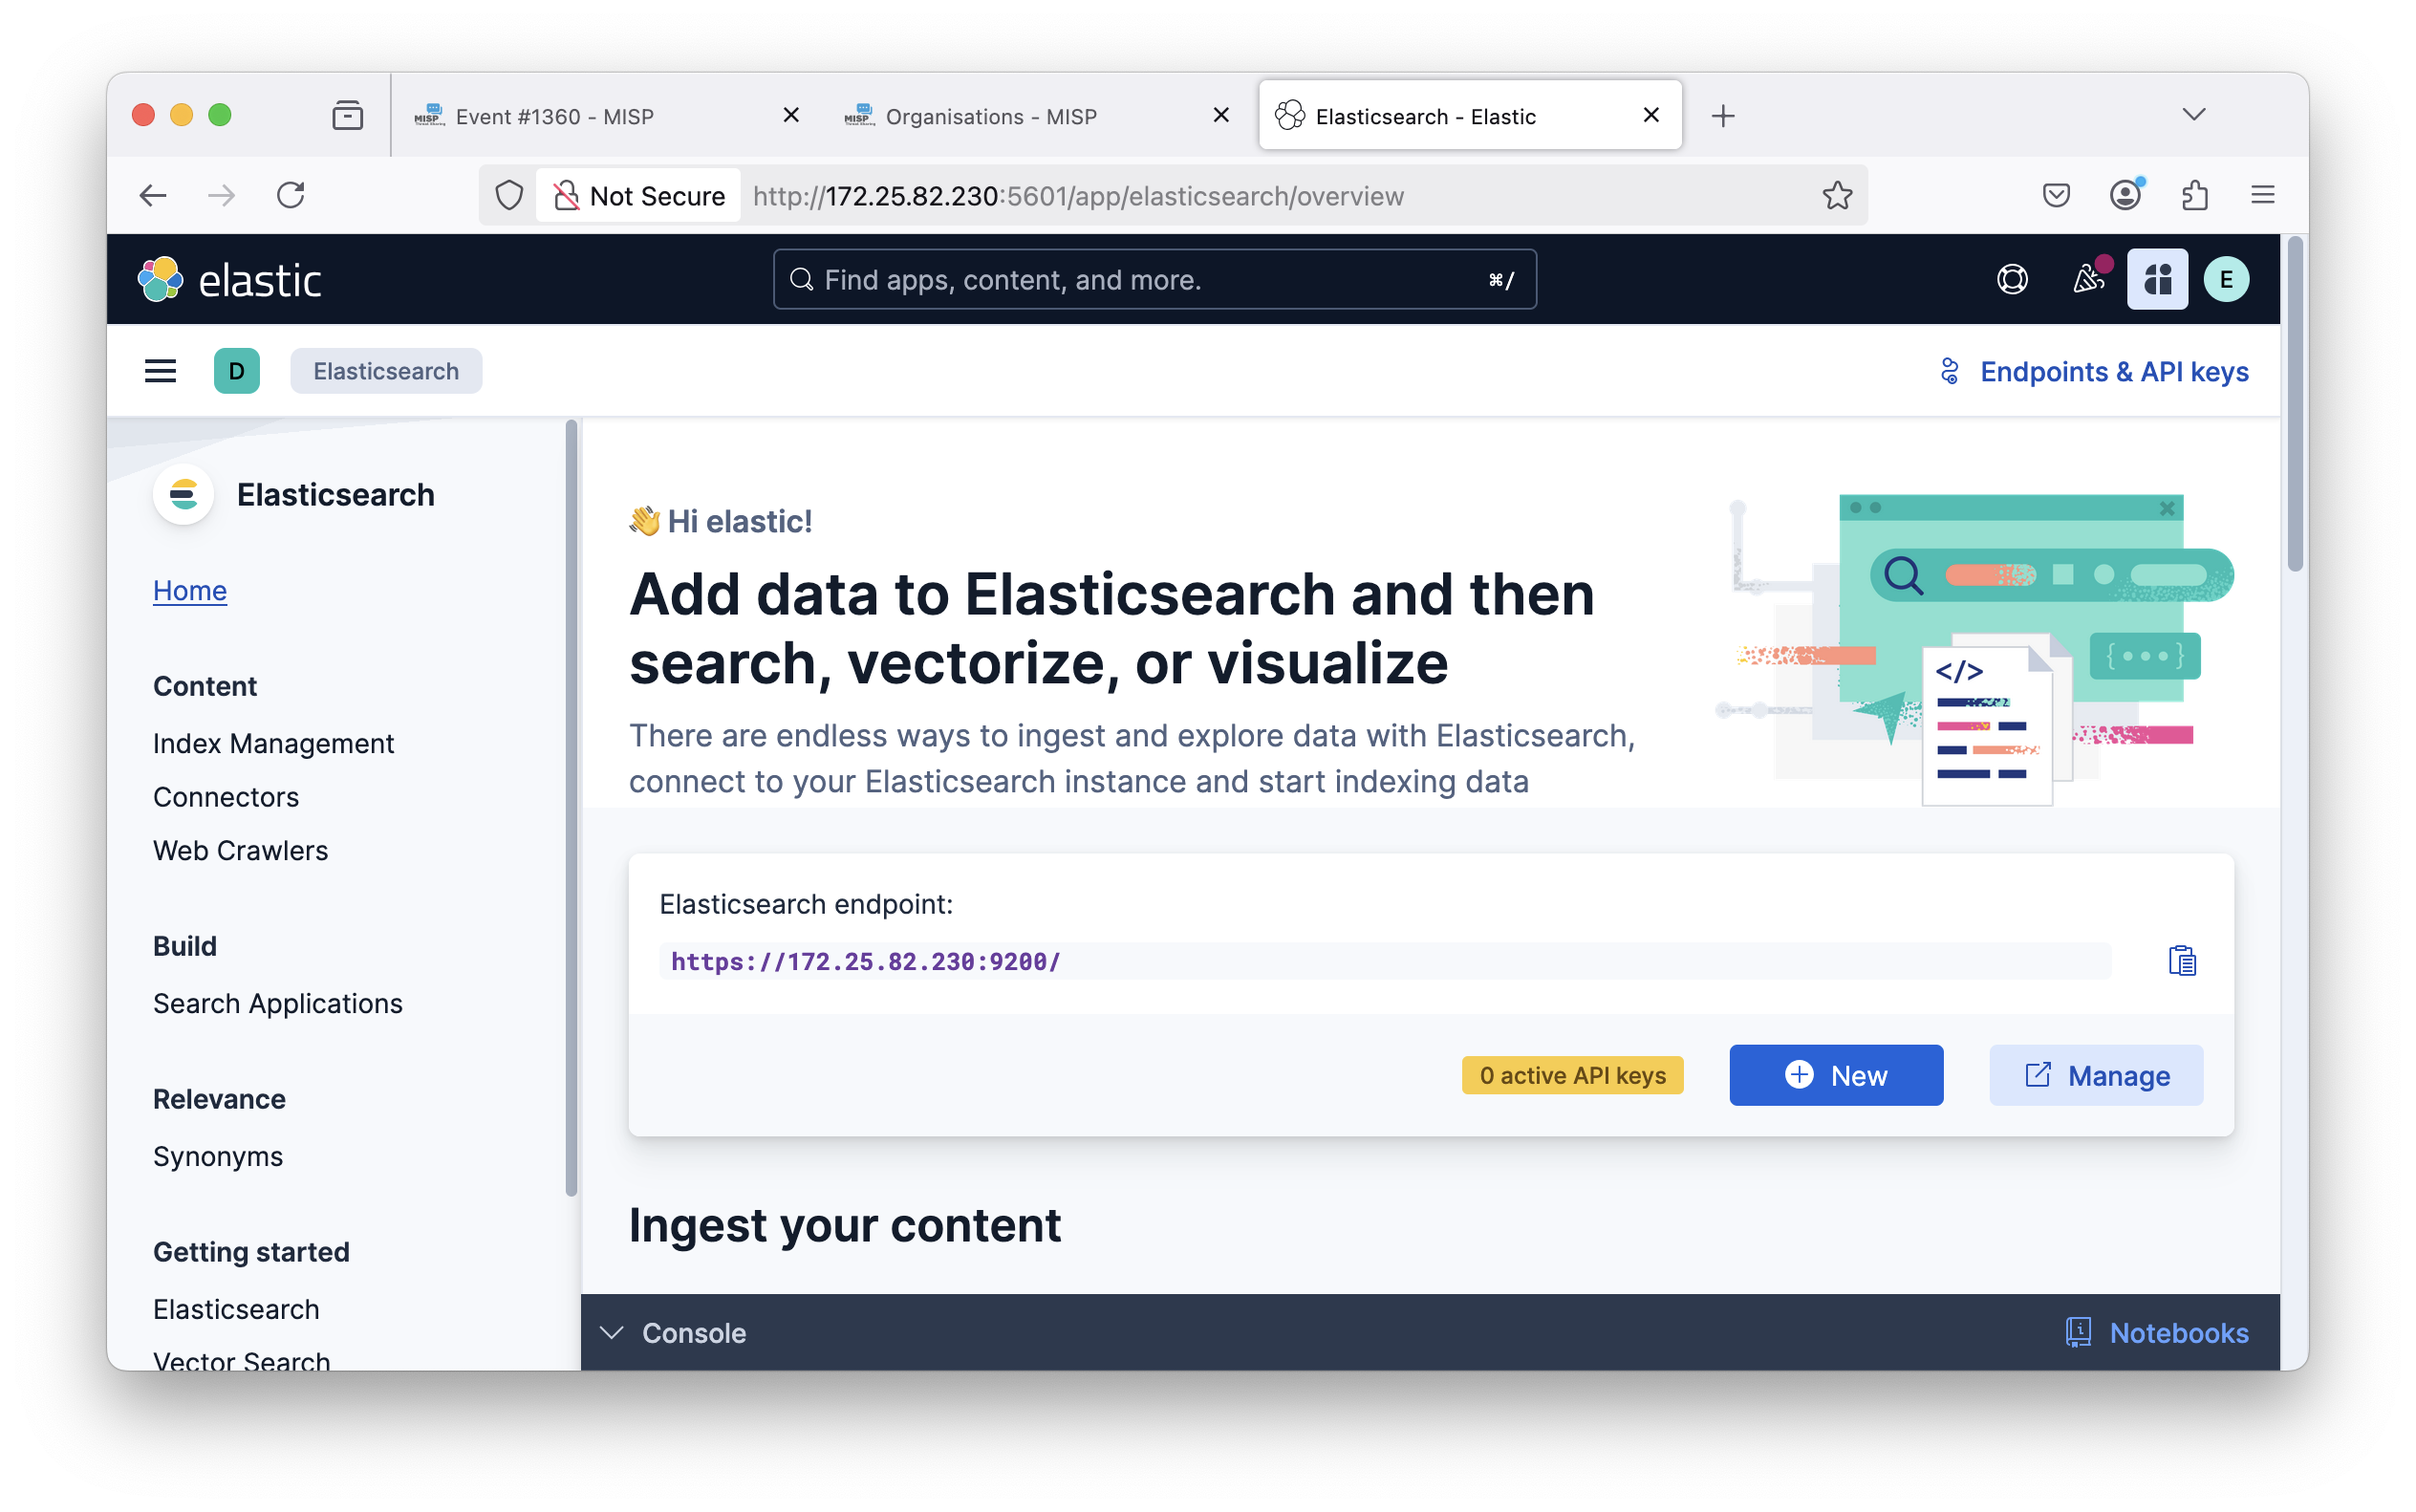 Event #1360 - MISP
Organisations - MISP
Elasticsearch - Elastic
Not Secure
http://172.25.82.230:5601/app/elasticsearch/overview
elastic
Find apps, content, and more.
⌘/
E
D
Elasticsearch
Endpoints & API keys
Elasticsearch
Home
Content
Index Management
Connectors
Web Crawlers
Build
Search Applications
Relevance
Synonyms
Getting started
Elasticsearch
Vector Search
👋 Hi elastic!
Add data to Elasticsearch and then
search, vectorize, or visualize
There are endless ways to ingest and explore data with Elasticsearch,
connect to your Elasticsearch instance and start indexing data
</>
Elasticsearch endpoint:
https://172.25.82.230:9200/
0 active API keys
New
Manage
Ingest your content
Console
Notebooks